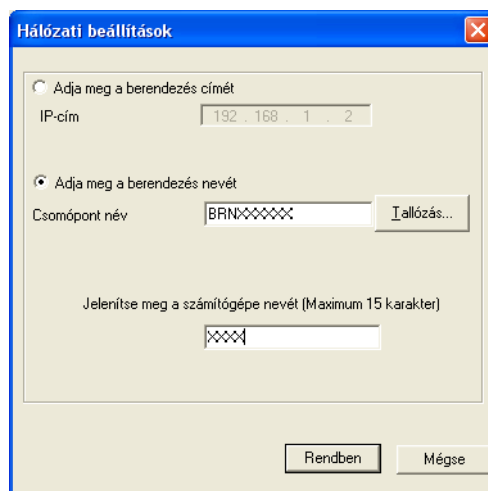 Hálózati beállítások
Adja meg a berendezés címét
IP-cím 192 . 168 . 1 . 2
Adja meg a berendezés nevét
Csomópont név BRNXXXXXX Tallózás...
Jelenítse meg a számítógépe nevét (Maximum 15 karakter)
XXXX
Rendben Mégse